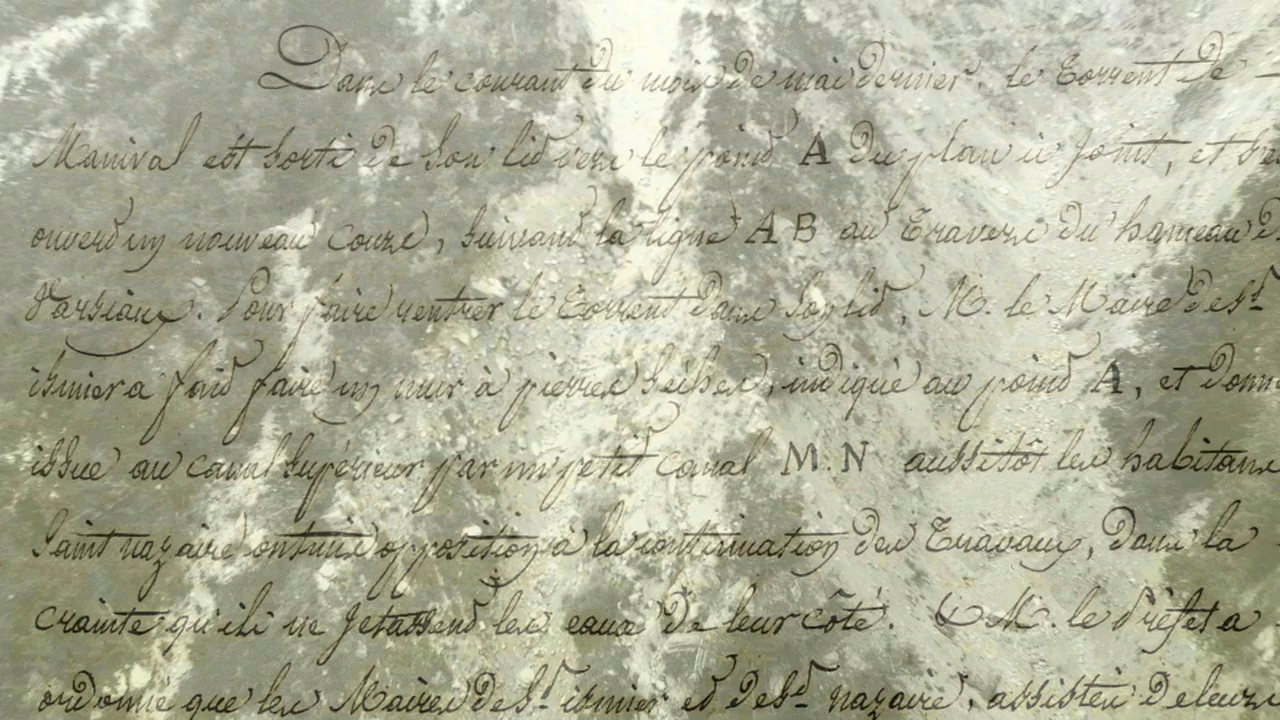 Dans le courant du mois de mai dernier, le Torrent de
Manival est sorti de son lit vers le point A du plan ci joint, et s'est
ouvert un nouveau cours, suivant la ligne A B au Travers du hameau d
Varsiaux. Pour faire rentrer le Torrent dans son lit, M. le Maire de St
ismier a fait faire un mur à pierres sèches, indiqué au point A, et donn
issue au canal supérieur par un petit canal M.N aussitôt les habitans
Saint nazaire ont mis opposition à la continuation des Travaux, dans la
crainte qu'ils ne Jetassent les eaux de leur côté. M. le Préfet a
ordonné que les Maires de St ismier et de St nazaire, assistés de leurs